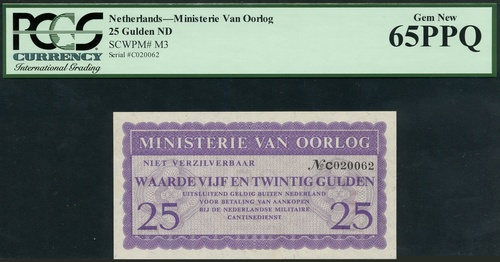 PCGS
CURRENCY
International Grading
Netherlands—Ministerie Van Oorlog
25 Gulden ND
SCWPM# M3
Serial #C020062
Gem New
65PPQ
MINISTERIE VAN OORLOG
NIET VERZILVERBAAR
№C020062
WAARDE VIJF EN TWINTIG GULDEN
UITSLUITEND GELDIG BUITEN NEDERLAND
VOOR BETALING VAN AANKOPEN
BIJ DE NEDERLANDSE MILITAIRE
CANTINEDIENST
25
25